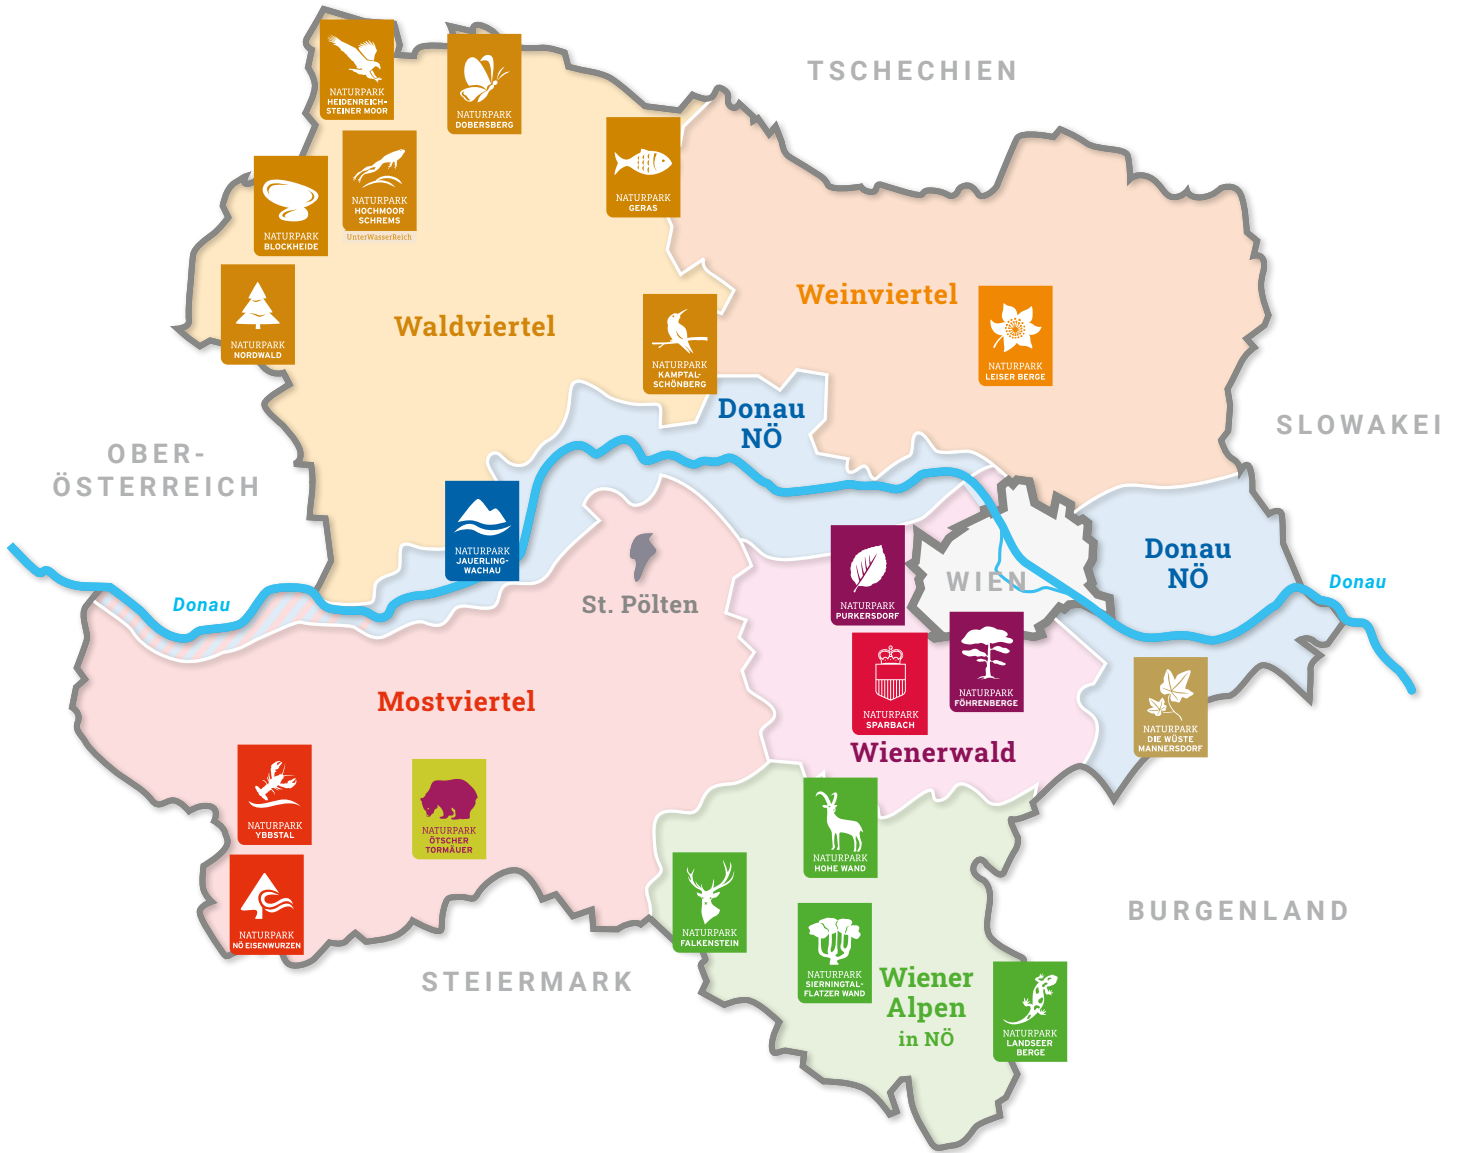 TSCHECHIEN
NATURPARK
HEIDENREICH-
STEINER MOOR
NATURPARK
DOBERSBERG
NATURPARK
GERAS
NATURPARK
HOCHMOOR
SCHREMS
UnterWasserReich
NATURPARK
BLOCKHEIDE
NATURPARK
NORDWALD
Waldviertel
NATURPARK
KAMPTAL-
SCHÖNBERG
Weinviertel
NATURPARK
LEISER BERGE
Donau
NÖ
SLOWAKEI
OBER-
ÖSTERREICH
NATURPARK
JAUERLING-
WACHAU
Donau
St. Pölten
NATURPARK
PURKERSDORF
WIEN
Donau
NÖ
Donau
NATURPARK
SPARBACH
NATURPARK
FÖHRENBERGE
Wienerwald
NATURPARK
DIE WÜSTE
MANNERSDORF
Mostviertel
NATURPARK
YBBSTAL
NATURPARK
ÖTSCHER
TORMÄUER
NATURPARK
NÖ EISENWURZEN
NATURPARK
HOHE WAND
NATURPARK
FALKENSTEIN
NATURPARK
SIERNINGTAL-
FLATZER WAND
Wiener
Alpen
in NÖ
NATURPARK
LANDSEER
BERGE
BURGENLAND
STEIERMARK